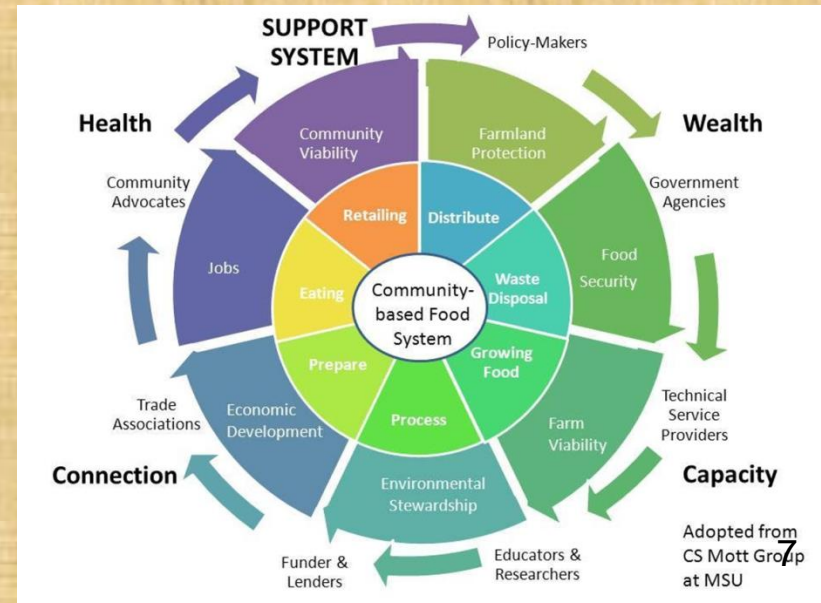 SUPPORT
SYSTEM
Policy-Makers
Health
Wealth
Community
Viability
Farmland
Protection
Community
Advocates
Government
Agencies
Retailing
Distribute
Jobs
Food
Security
Eating
Waste
Disposal
Community-
based Food
System
Prepare
Growing
Food
Process
Trade
Associations
Economic
Development
Farm
Viability
Technical
Service
Providers
Connection
Environmental
Stewardship
Capacity
Funder &
Lenders
Educators &
Researchers
Adopted from
CS Mott Group
at MSU
7